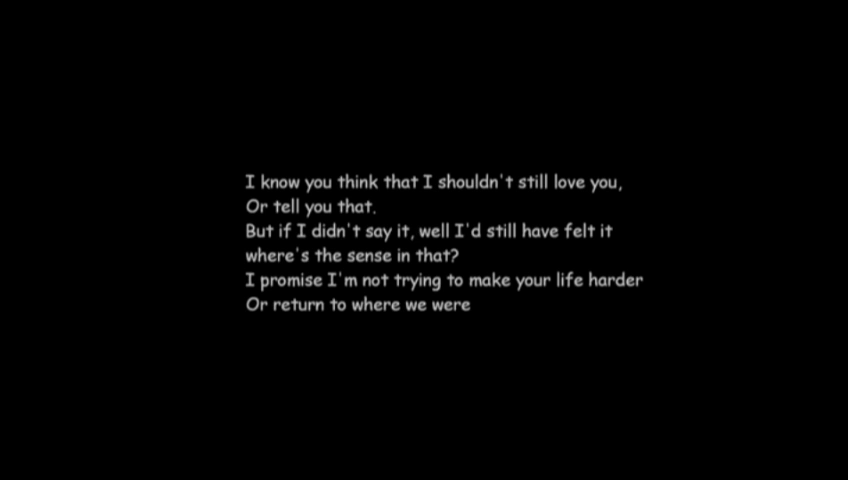 I know you think that I shouldn't still love you,
Or tell you that.
But if I didn't say it, well I'd still have felt it
where's the sense in that?
I promise I'm not trying to make your life harder
Or return to where we were